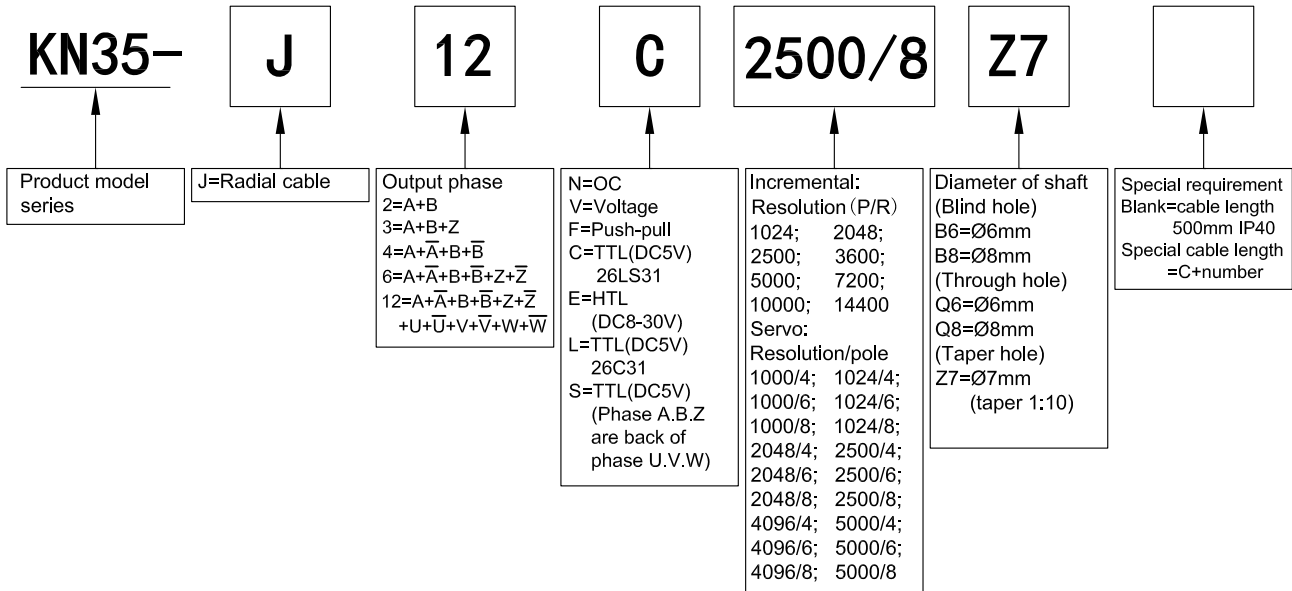 KN35-
J
12
C
2500/8
Z7
Product model
series
J=Radial cable
Output phase
2=A+B
3=A+B+Z
4=A+A̅+B+B̅
6=A+A̅+B+B̅+Z+Z̅
12=A+A̅+B+B̅+Z+Z̅
+U+U̅+V+V̅+W+W̅
N=OC
V=Voltage
F=Push-pull
C=TTL(DC5V)
26LS31
E=HTL
(DC8-30V)
L=TTL(DC5V)
26C31
S=TTL(DC5V)
(Phase A.B.Z
are back of
phase U.V.W)
Incremental:
Resolution(P/R)
1024; 2048;
2500; 3600;
5000; 7200;
10000; 14400
Servo:
Resolution/pole
1000/4; 1024/4;
1000/6; 1024/6;
1000/8; 1024/8;
2048/4; 2500/4;
2048/6; 2500/6;
2048/8; 2500/8;
4096/4; 5000/4;
4096/6; 5000/6;
4096/8; 5000/8
Diameter of shaft
(Blind hole)
B6=Ø6mm
B8=Ø8mm
(Through hole)
Q6=Ø6mm
Q8=Ø8mm
(Taper hole)
Z7=Ø7mm
(taper 1:10)
Special requirement
Blank=cable length
500mm IP40
Special cable length
=C+number